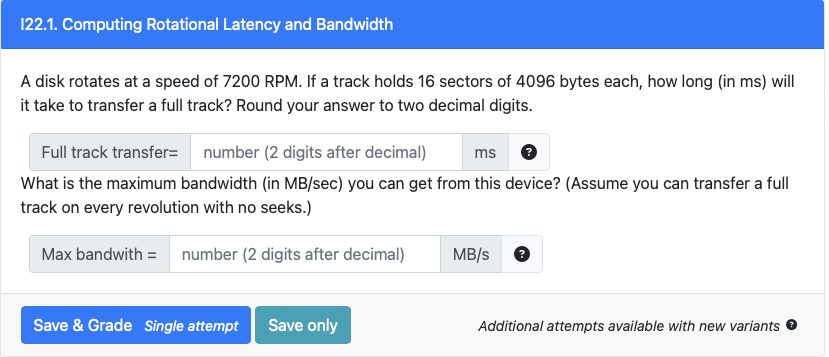 I22.1. Computing Rotational Latency and Bandwidth
A disk rotates at a speed of 7200 RPM. If a track holds 16 sectors of 4096 bytes each, how long (in ms) will
it take to transfer a full track? Round your answer to two decimal digits.
Full track transfer= number (2 digits after decimal) ms ?
What is the maximum bandwidth (in MB/sec) you can get from this device? (Assume you can transfer a full
track on every revolution with no seeks.)
Max bandwith = number (2 digits after decimal) MB/s ?
Save & Grade Single attempt Save only Additional attempts available with new variants ?